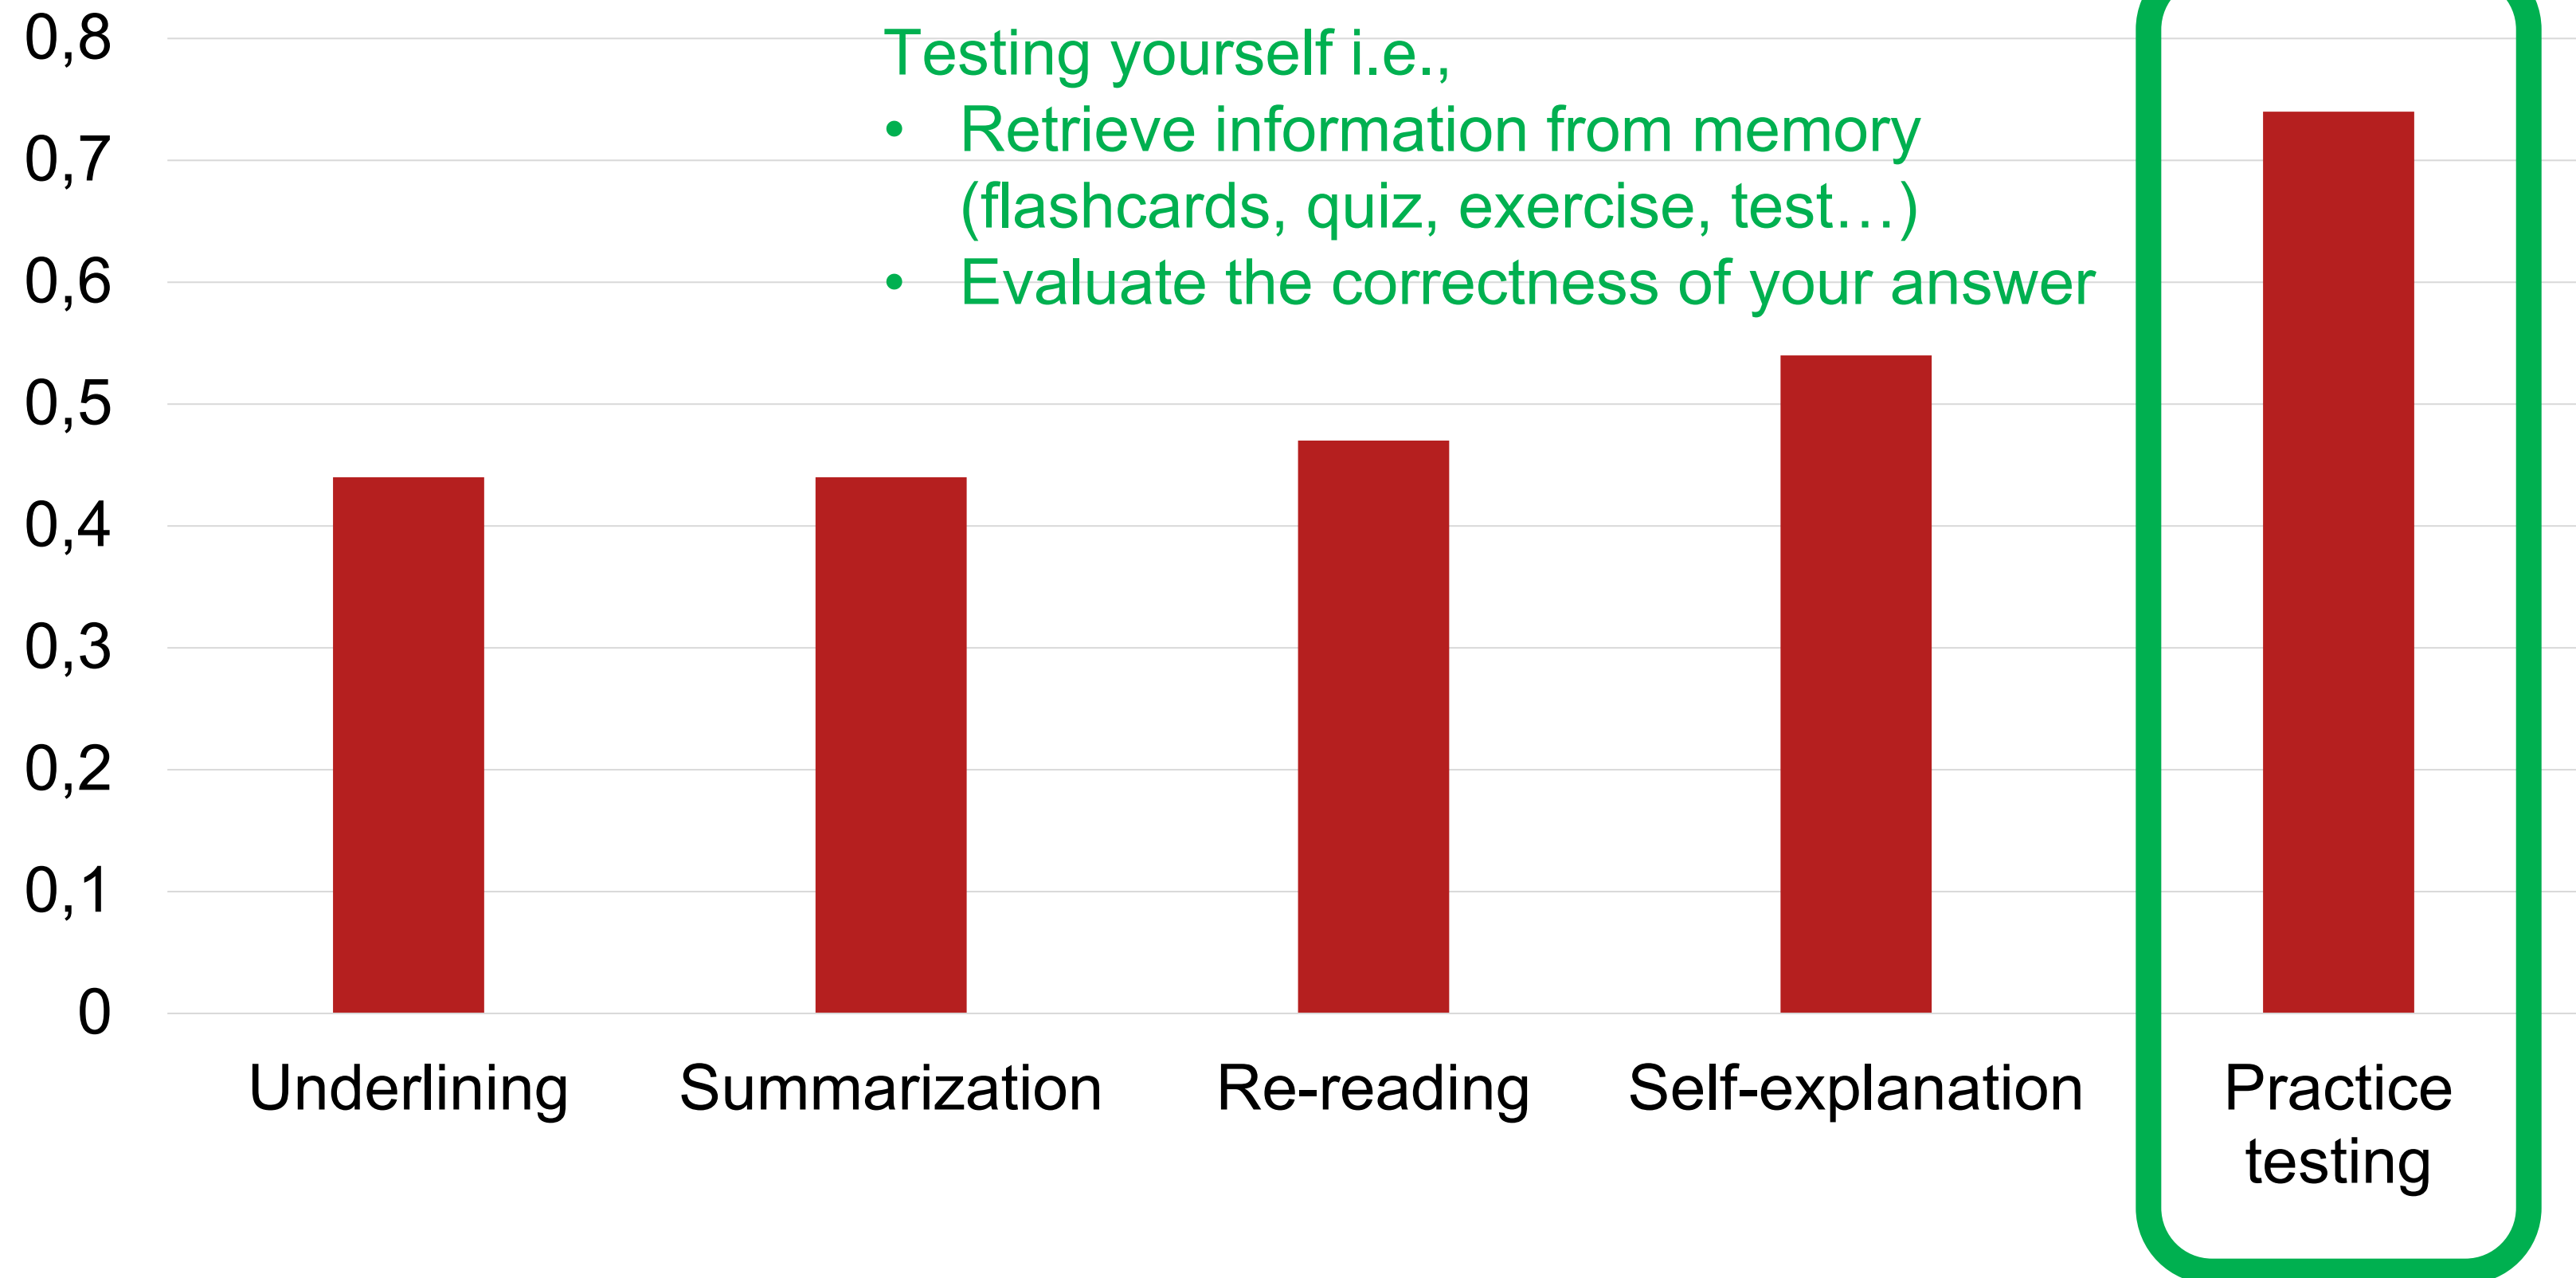 Testing yourself i.e.,
• Retrieve information from memory
(flashcards, quiz, exercise, test…)
• Evaluate the correctness of your answer
0,8
0,7
0,6
0,5
0,4
0,3
0,2
0,1
0
Underlining
Summarization
Re-reading
Self-explanation
Practice
testing